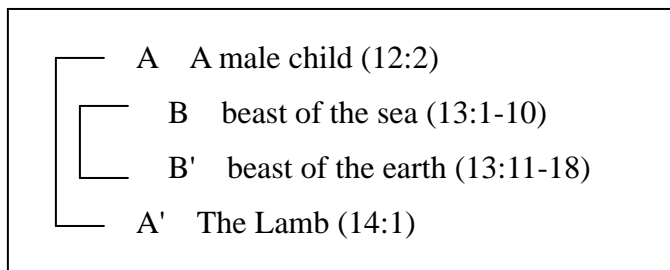 A A male child (12:2)
B beast of the sea (13:1-10)
B' beast of the earth (13:11-18)
A' The Lamb (14:1)